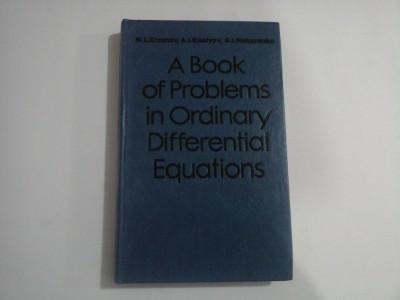 M.L. Krasnov, A.I. Kiselyov, G.I. Makarenko
A Book
of Problems
in Ordinary
Differential
Equations